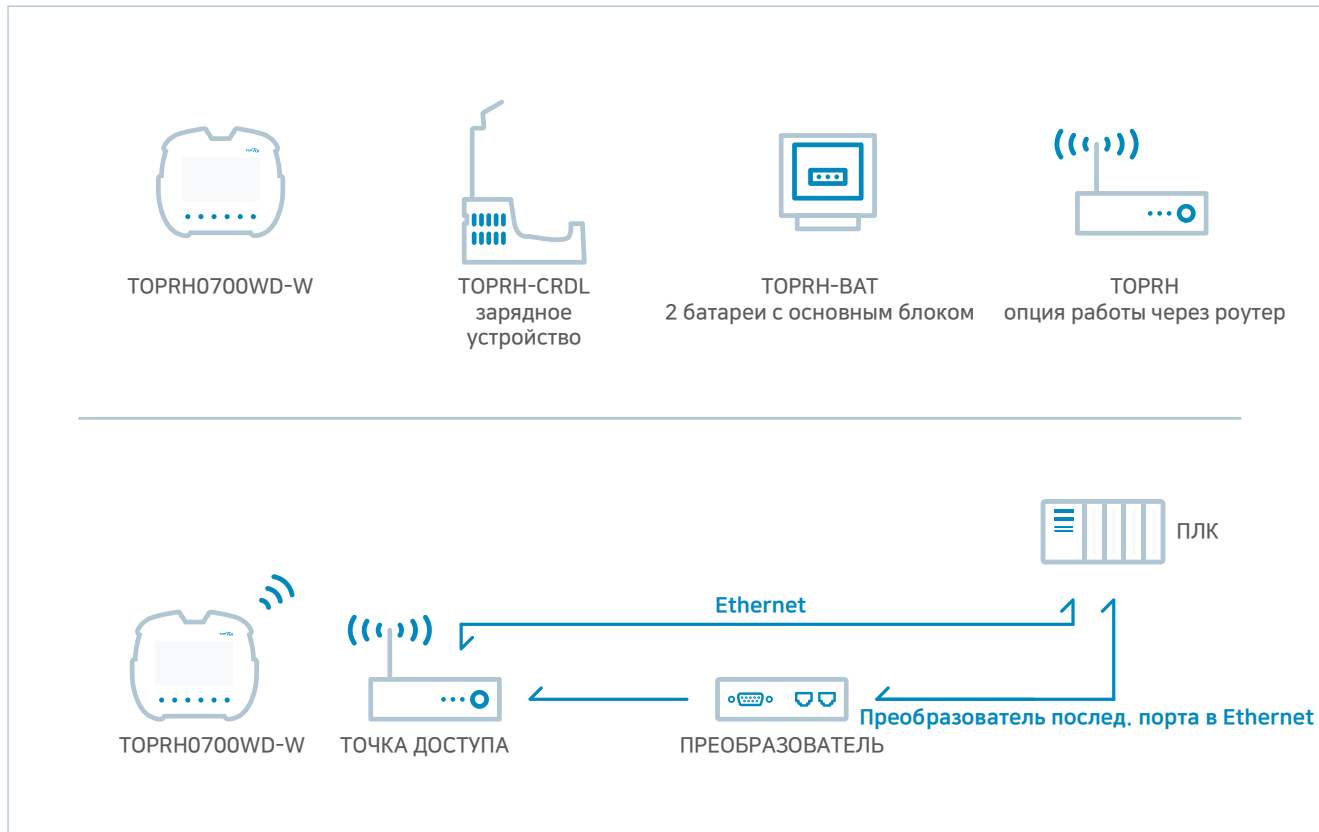 TOPRH0700WD-W
TOPRH-CRDL
зарядное
устройство
TOPRH-BAT
2 батареи с основным блоком
TOPRH
опция работы через роутер
ПЛК
Ethernet
Преобразователь послед. порта в Ethernet
TOPRH0700WD-W
ТОЧКА ДОСТУПА
ПРЕОБРАЗОВАТЕЛЬ